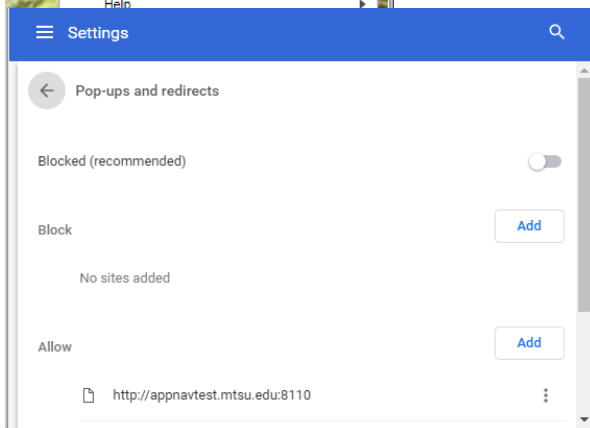 Help
Settings
Pop-ups and redirects
Blocked (recommended)
Block
Add
No sites added
Allow
Add
http://appnavtest.mtsu.edu:8110